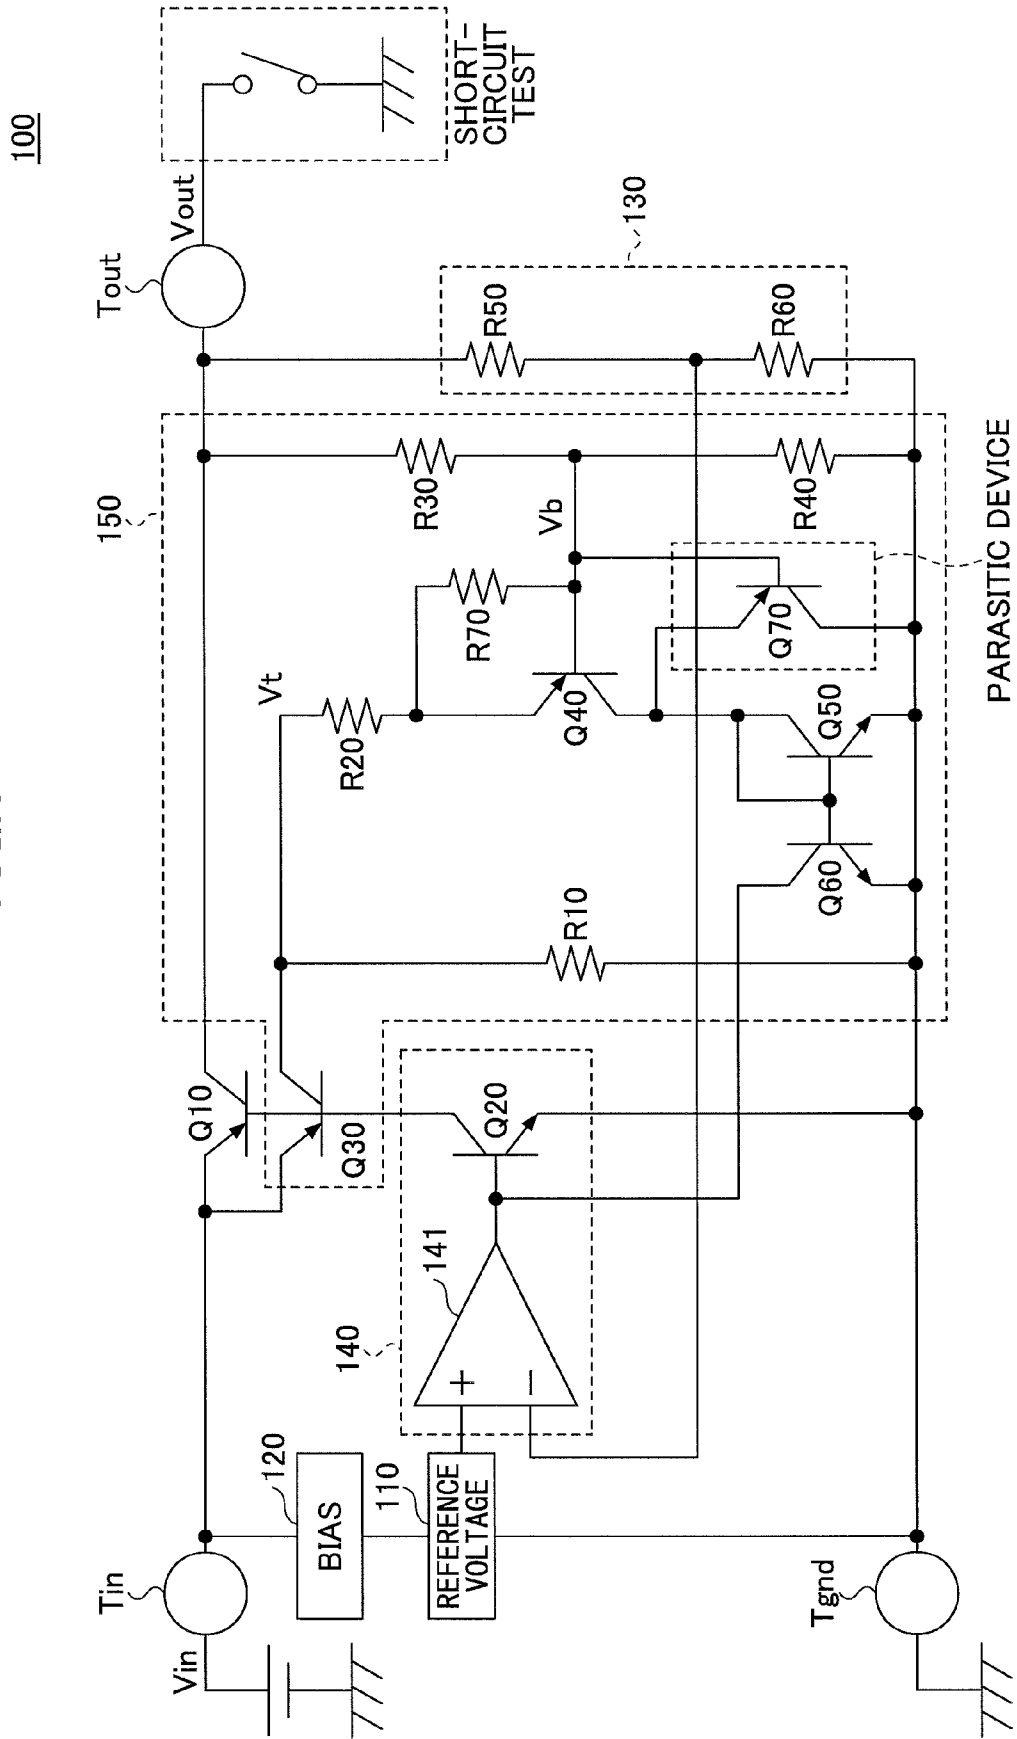 100
Tin
Vin
120
BIAS
110
REFERENCE
VOLTAGE
Tgnd
140
141
+
−
Q10
Q30
Q20
150
R10
Vt
R20
R70
Q40
Vb
R30
R40
Q60
Q50
Q70
PARASITIC DEVICE
130
R50
R60
Tout
Vout
SHORT-
CIRCUIT
TEST